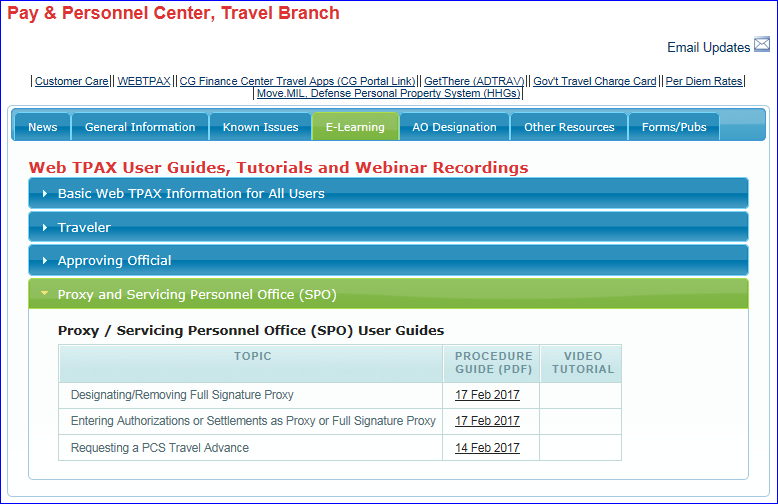 Pay & Personnel Center, Travel Branch
Email Updates
| Customer Care| | WEBTPAX| | CG Finance Center Travel Apps (CG Portal Link)| | GetThere (ADTRAV)| | Gov't Travel Charge Card | | Per Diem Rates|
| Move.MIL, Defense Personal Property System (HHGs)|
News General Information Known Issues E-Learning AO Designation Other Resources Forms/Pubs
Web TPAX User Guides, Tutorials and Webinar Recordings
Basic Web TPAX Information for All Users
Traveler
Approving Official
Proxy and Servicing Personnel Office (SPO)
Proxy / Servicing Personnel Office (SPO) User Guides
TOPIC PROCEDURE GUIDE (PDF) VIDEO TUTORIAL
Designating/Removing Full Signature Proxy 17 Feb 2017
Entering Authorizations or Settlements as Proxy or Full Signature Proxy 17 Feb 2017
Requesting a PCS Travel Advance 14 Feb 2017